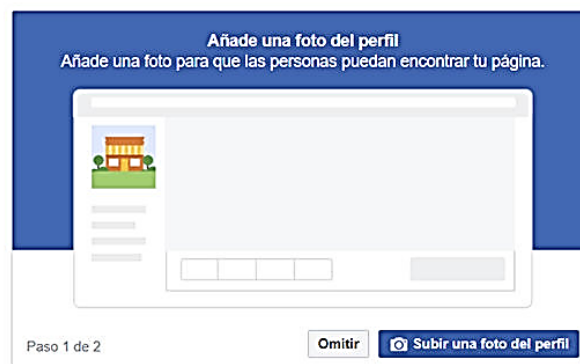 Añade una foto del perfil
Añade una foto para que las personas puedan encontrar tu página.
Paso 1 de 2
Omitir
Subir una foto del perfil